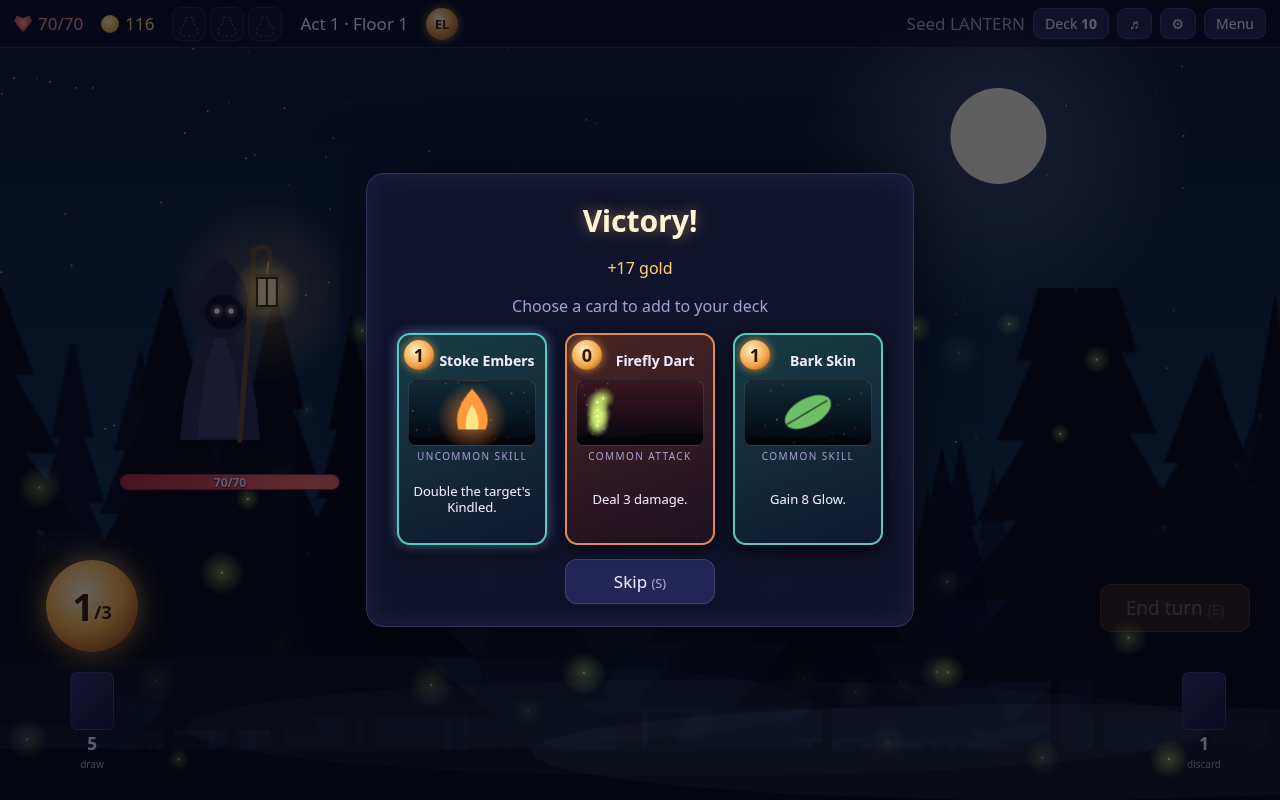 70/70 116 Act 1 · Floor 1 EL Seed LANTERN Deck 10 ♬ ⚙ Menu
Victory!
+17 gold
Choose a card to add to your deck
1 Stoke Embers
UNCOMMON SKILL
Double the target's
Kindled.
0 Firefly Dart
COMMON ATTACK
Deal 3 damage.
1 Bark Skin
COMMON SKILL
Gain 8 Glow.
Skip (S)
70/70
1/3
End turn (E)
5
draw
1
discard